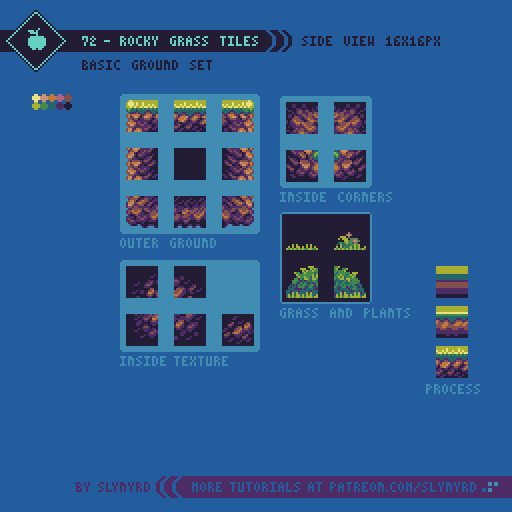 72 - ROCKY GRASS TILES SIDE VIEW 16X16PX
BASIC GROUND SET
INSIDE CORNERS
OUTER GROUND
GRASS AND PLANTS
INSIDE TEXTURE
PROCESS
BY SLYNYRD MORE TUTORIALS AT PATREON.COM/SLYNYRD